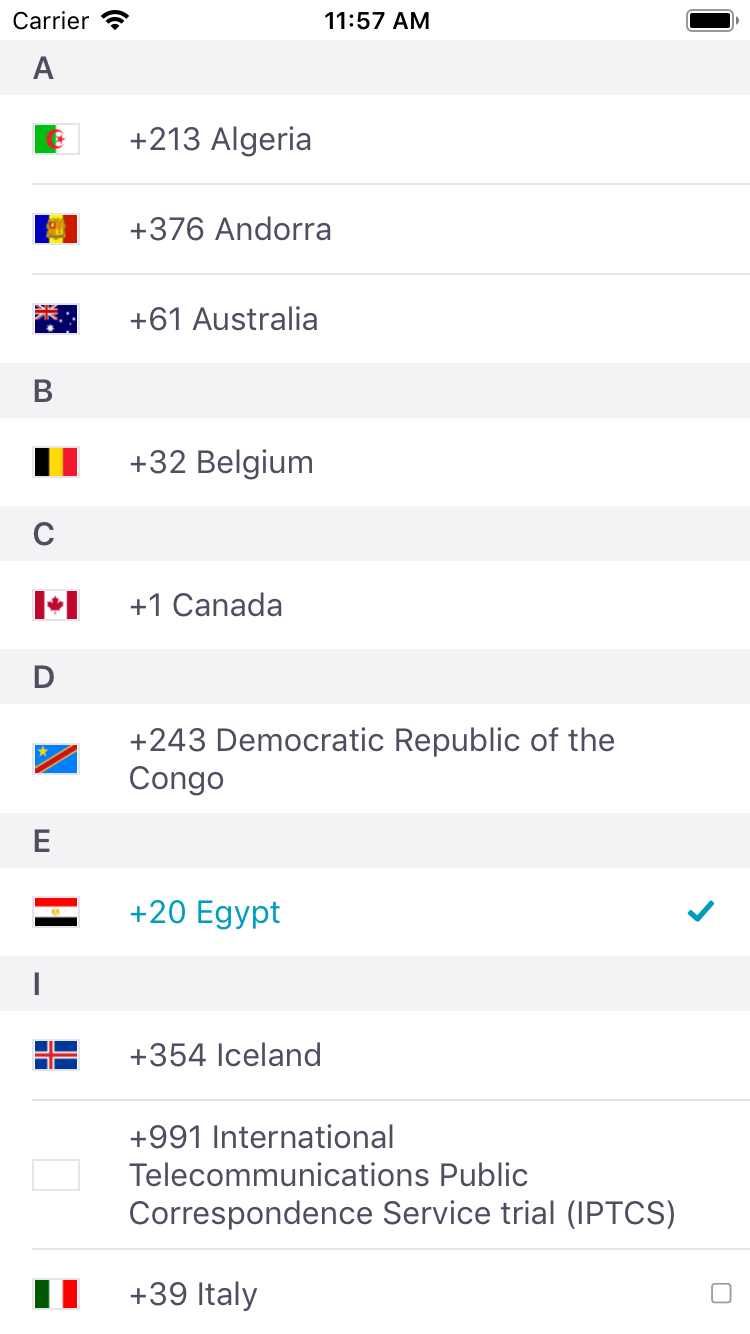 Carrier 11:57 AM
A
+213 Algeria
+376 Andorra
+61 Australia
B
+32 Belgium
C
+1 Canada
D
+243 Democratic Republic of the
Congo
E
+20 Egypt
I
+354 Iceland
+991 International
Telecommunications Public
Correspondence Service trial (IPTCS)
+39 Italy